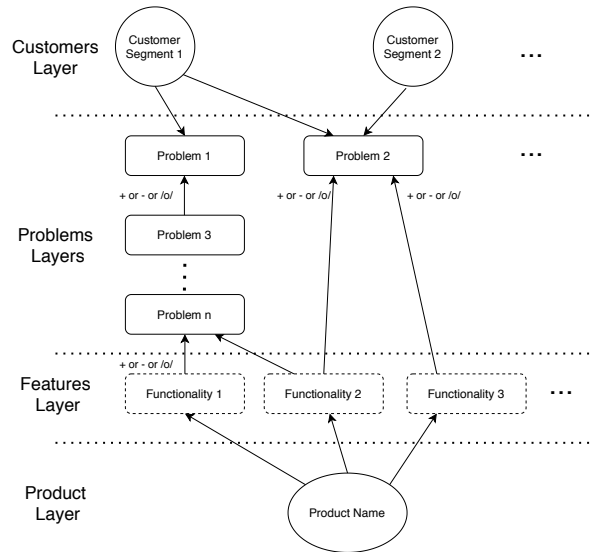 Customers
Layer
Customer
Segment 1
Customer
Segment 2
...
Problem 1
Problem 2
...
+ or - or /o/
+ or - or /o/
+ or - or /o/
Problems
Layers
Problem 3
Problem n
+ or - or /o/
Features
Layer
Functionality 1
Functionality 2
Functionality 3
...
Product
Layer
Product Name